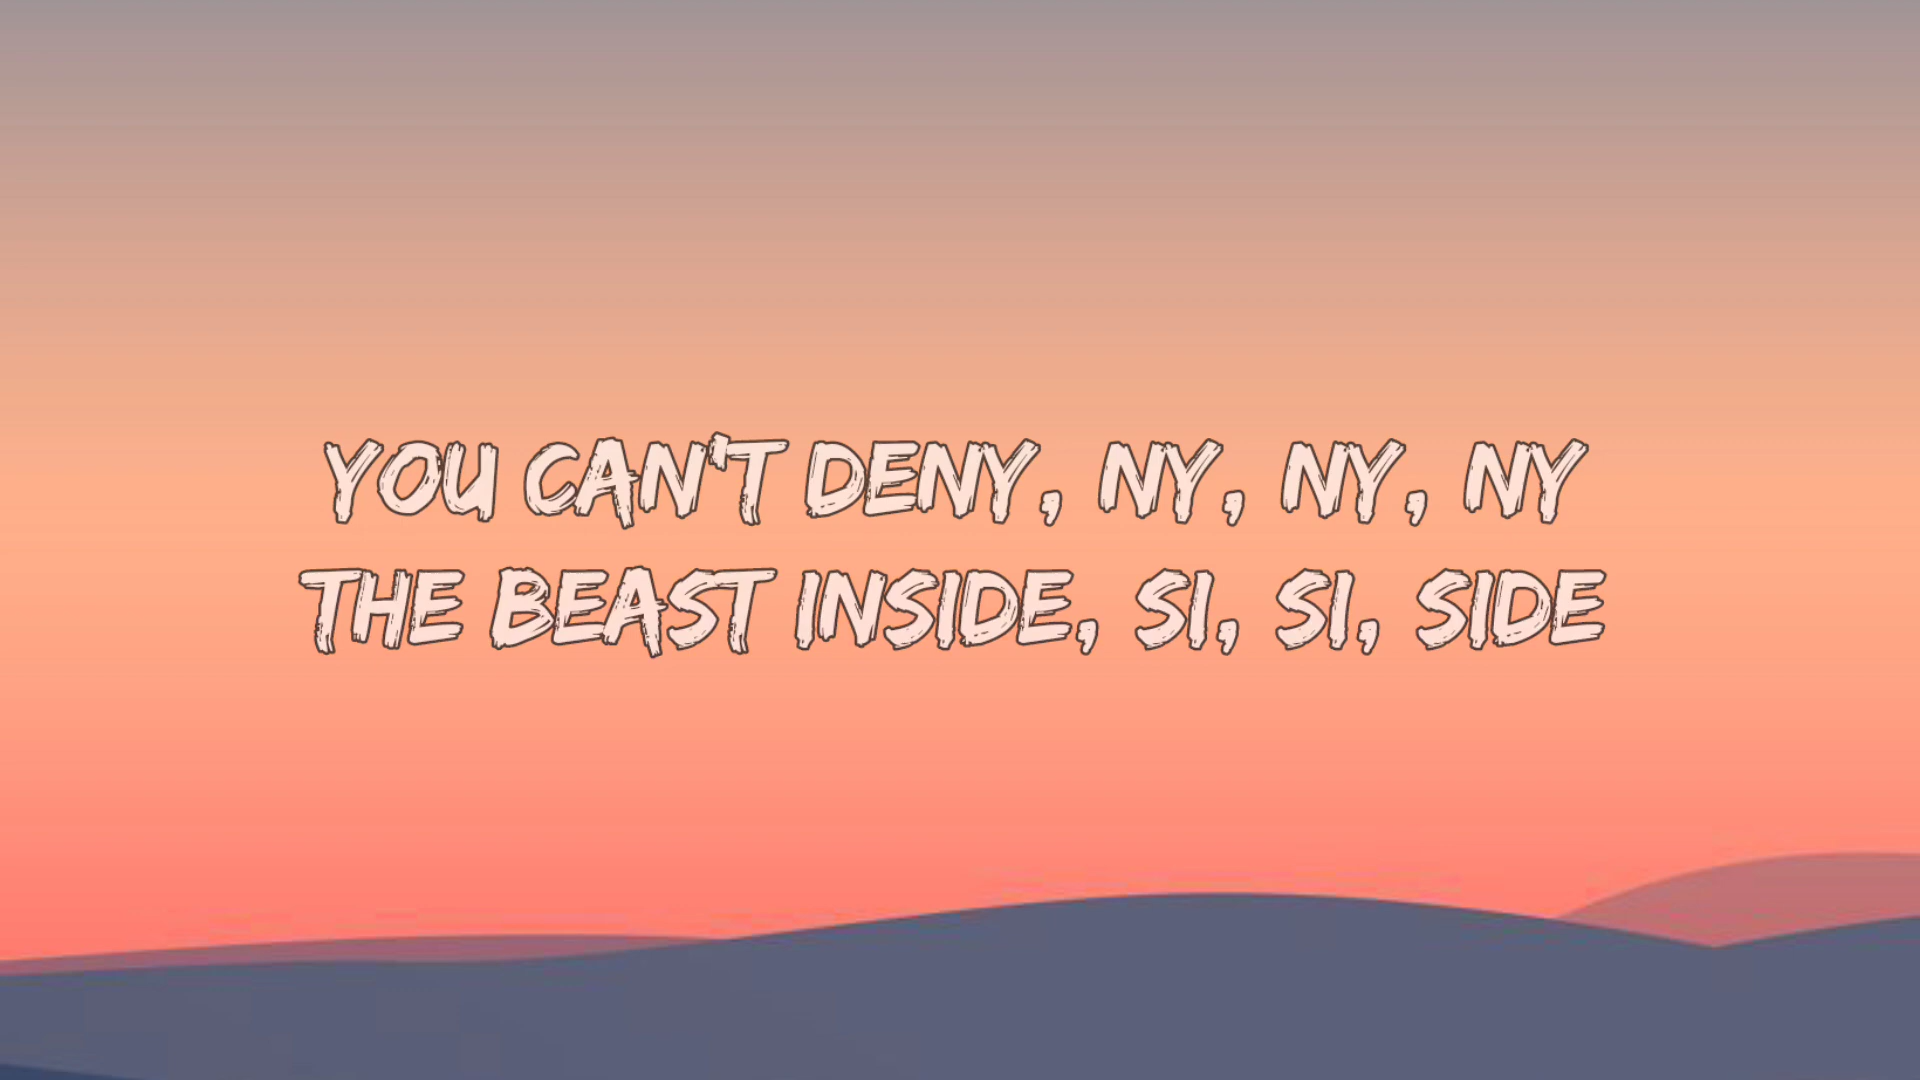 YOU CAN'T DENY, NY, NY, NY
THE BEAST INSIDE, SI, SI, SIDE